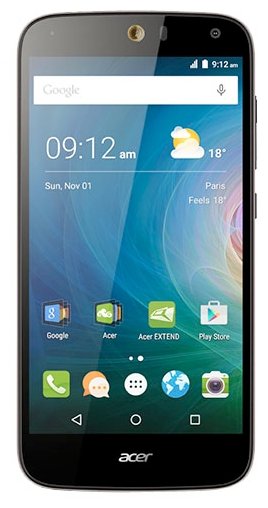 9:12 am
Google
09:12 am
18°
Sun, Nov 01
Paris
Feels 18°
Google
Acer
Acer EXTEND
Play Store
acer